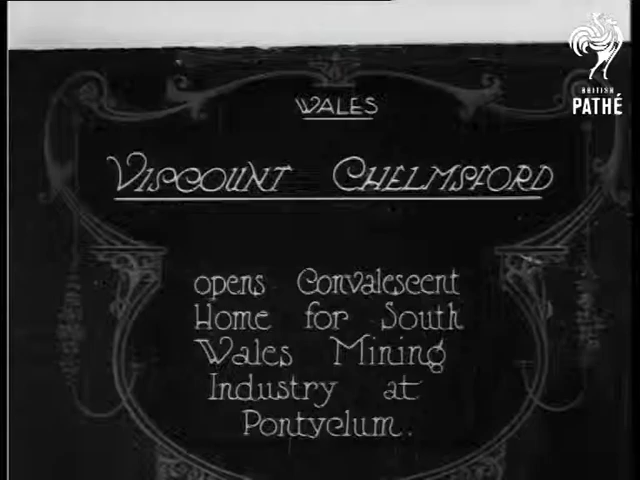 BRITISH
PATHÉ
WALES
VISCOUNT CHELMSFORD
opens Convalescent
Home for South
Wales Mining
Industry at
Pontyclum.